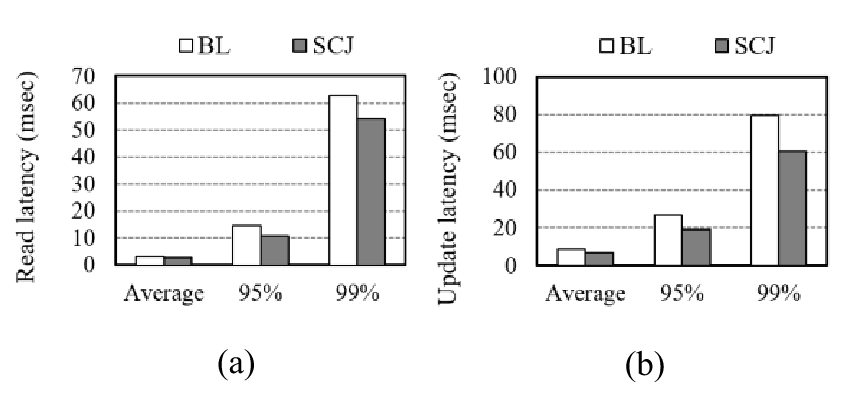 BL SCJ
Read latency (msec)
70
60
50
40
30
20
10
0
Average 95% 99%
(a)
BL SCJ
Update latency (msec)
100
80
60
40
20
0
Average 95% 99%
(b)